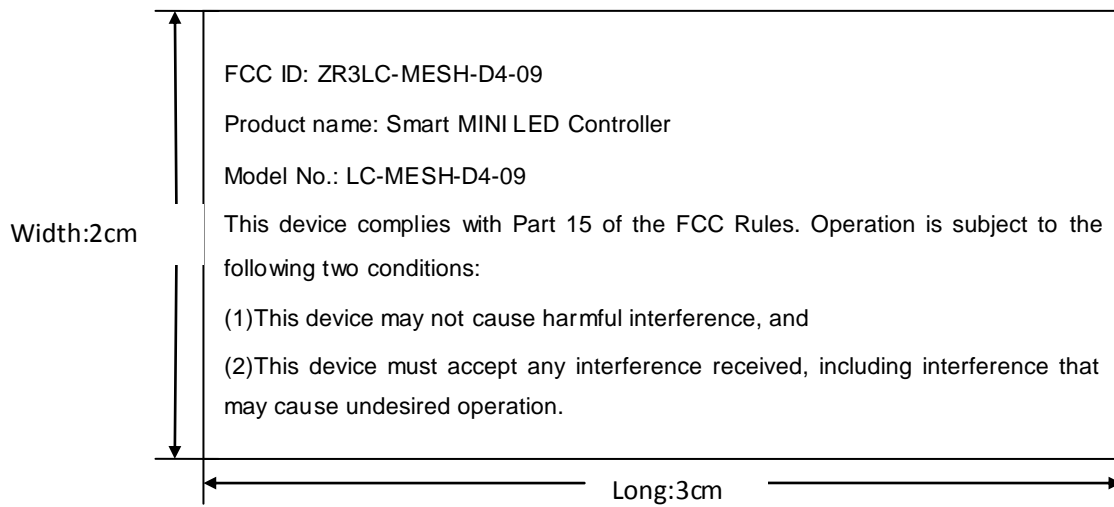 FCC ID: ZR3LC-MESH-D4-09
Product name: Smart MINI LED Controller
Model No.: LC-MESH-D4-09
Width:2cm
This device complies with Part 15 of the FCC Rules. Operation is subject to the
following two conditions:
(1)This device may not cause harmful interference, and
(2)This device must accept any interference received, including interference that
may cause undesired operation.
Long:3cm